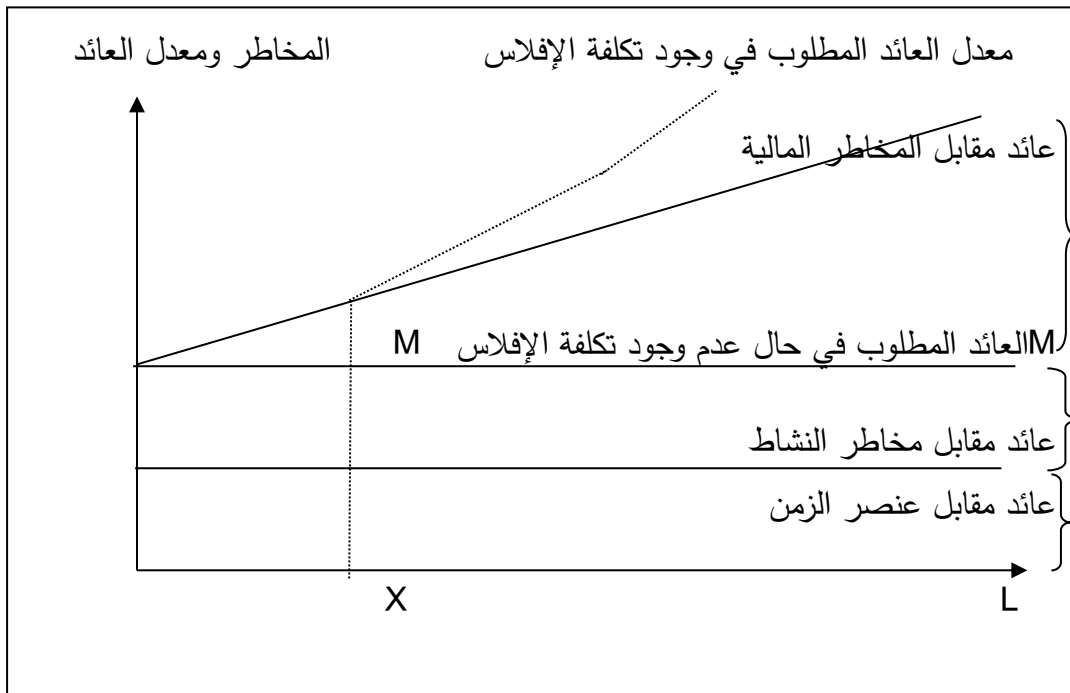 المخاطر ومعدل العائد
معدل العائد المطلوب في وجود تكلفة الإفلاس
عائد مقابل المخاطر المالية
Mالعائد المطلوب في حال عدم وجود تكلفة الإفلاس M
عائد مقابل مخاطر النشاط
عائد مقابل عنصر الزمن
X
L